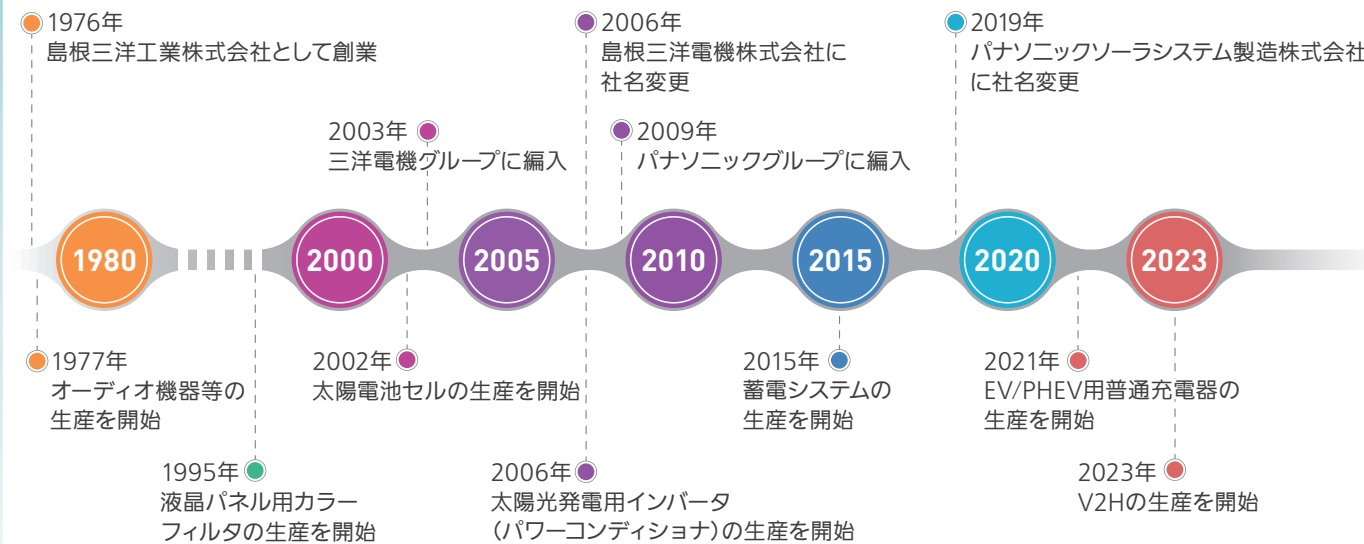 1976年
島根三洋工業株式会社として創業
2006年
島根三洋電機株式会社に
社名変更
2019年
パナソニックソーラシステム製造株式会社
に社名変更
2003年
三洋電機グループに編入
2009年
パナソニックグループに編入
1980
2000
2005
2010
2015
2020
2023
1977年
オーディオ機器等の
生産を開始
2002年
太陽電池セルの生産を開始
2015年
蓄電システムの
生産を開始
2021年
EV/PHEV用普通充電器の
生産を開始
1995年
液晶パネル用カラー
フィルタの生産を開始
2006年
太陽光発電用インバータ
（パワーコンディショナ）の生産を開始
2023年
V2Hの生産を開始